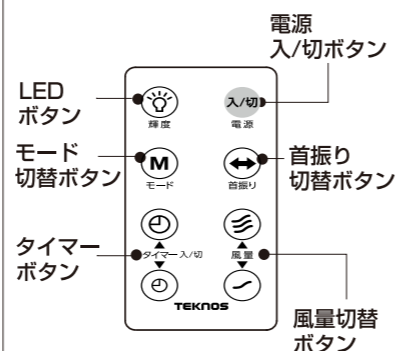 電源
入/切ボタン
LED
ボタン
入/切
輝度
電源
モード
切替ボタン
M
モード
首振り
首振り
切替ボタン
タイマー
ボタン
タイマー 入/切
風量
TEKNOS
風量切替
ボタン